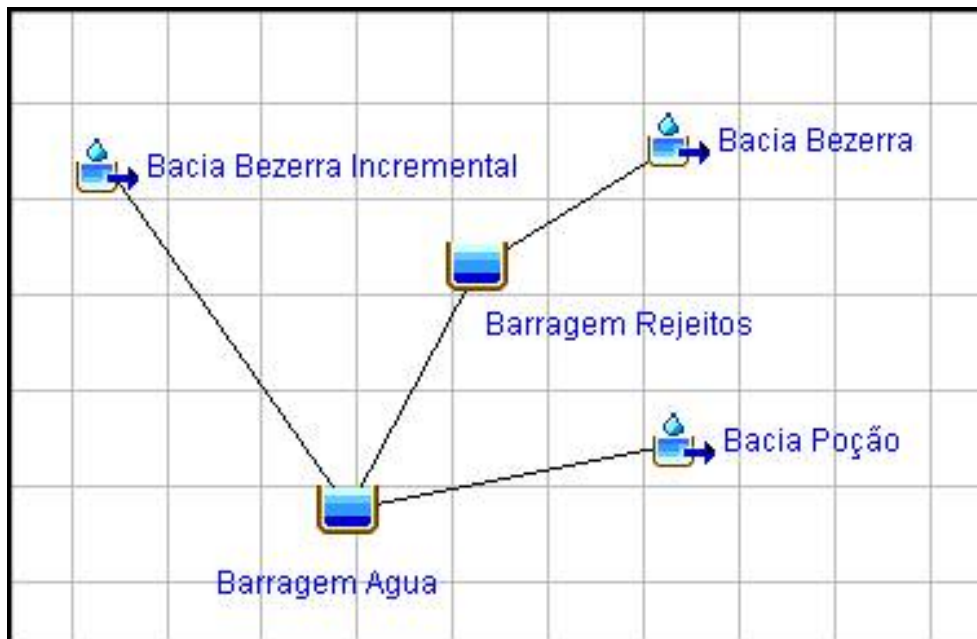 Bacia Bezerra
Bacia Bezerra Incremental
Barragem Rejeitos
Bacia Poção
Barragem Agua